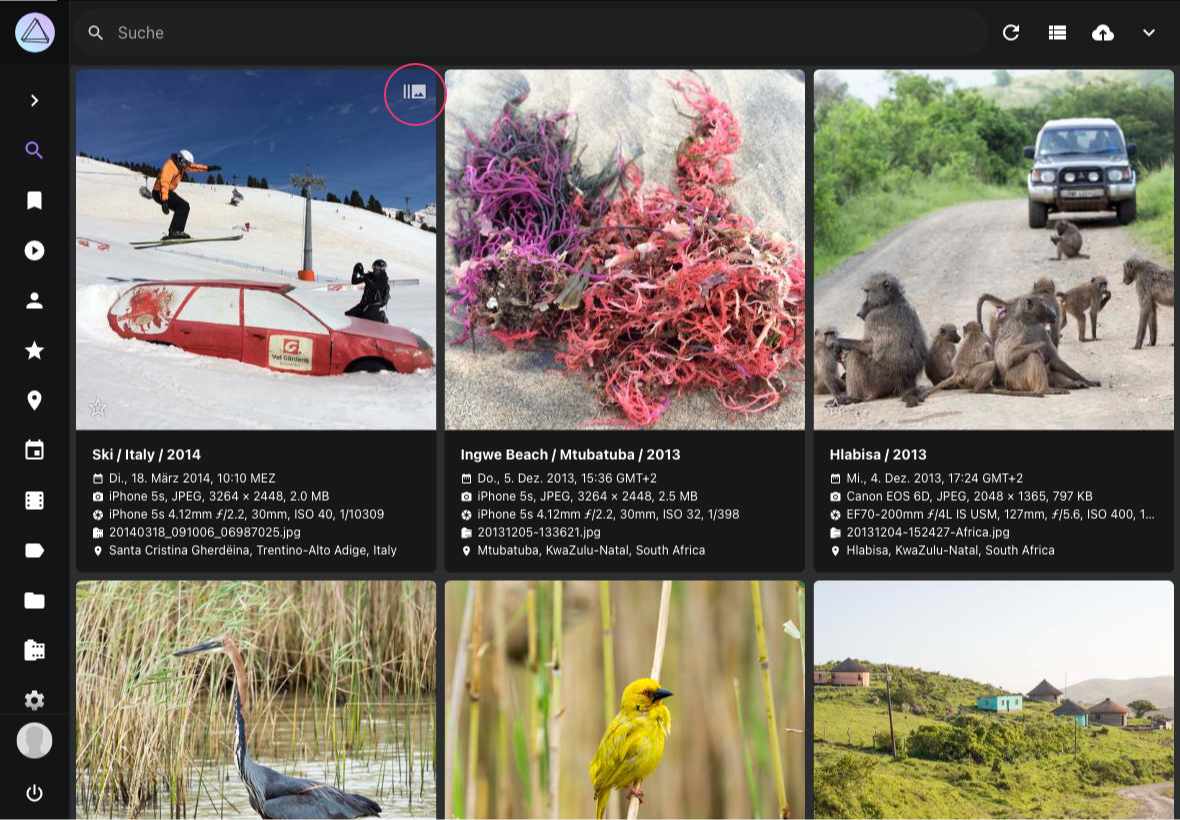 Suche
Val Gardena
Ski / Italy / 2014
Di., 18. März 2014, 10:10 MEZ
iPhone 5s, JPEG, 3264 × 2448, 2.0 MB
iPhone 5s 4.12mm ƒ/2.2, 30mm, ISO 40, 1/10309
20140318_091006_06987025.jpg
Santa Cristina Gherdëina, Trentino-Alto Adige, Italy
Ingwe Beach / Mtubatuba / 2013
Do., 5. Dez. 2013, 15:36 GMT+2
iPhone 5s, JPEG, 3264 × 2448, 2.5 MB
iPhone 5s 4.12mm ƒ/2.2, 30mm, ISO 32, 1/398
20131205-133621.jpg
Mtubatuba, KwaZulu-Natal, South Africa
Hlabisa / 2013
Mi., 4. Dez. 2013, 17:24 GMT+2
Canon EOS 6D, JPEG, 2048 × 1365, 797 KB
EF70-200mm ƒ/4L IS USM, 127mm, ƒ/5.6, ISO 400, 1...
20131204-152427-Africa.jpg
Hlabisa, KwaZulu-Natal, South Africa